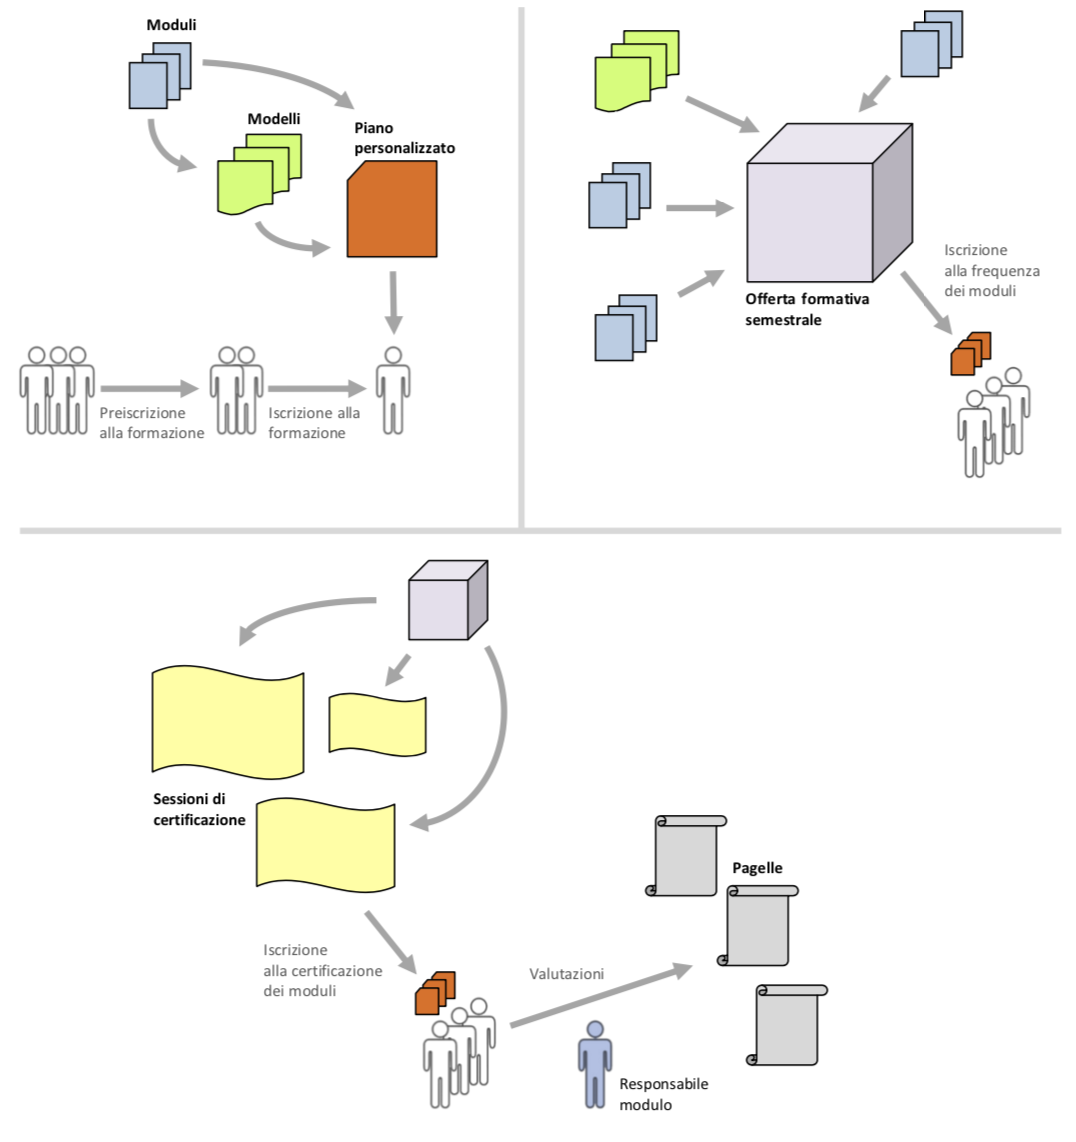 Moduli
Modelli
Piano
personalizzato
Preiscrizione
alla formazione
Iscrizione alla
formazione
Iscrizione
alla frequenza
dei moduli
Offerta formativa
semestrale
Sessioni di
certificazione
Pagelle
Iscrizione
alla certificazione
dei moduli
Valutazioni
Responsabile
modulo